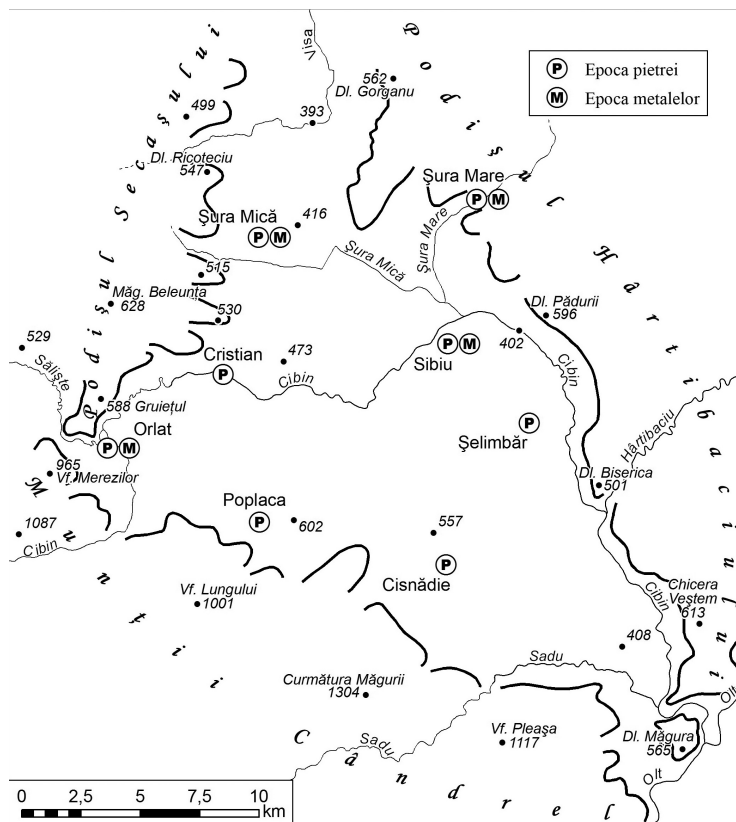 Podișul Secașului
Podișul Hârtibaciului
Munții Cândrel
P Epoca pietrei
M Epoca metalelor
Visa
562
Dl. Gorganu
499
393
Dl. Ricoteciu
547
Șura Mare
P M
Șura Mică
P M
416
Șura Mare
Șura Mică
515
Măg. Beleunța
628
530
Dl. Pădurii
596
529
Săliște
Cristian
P
473
Cibin
P M
Sibiu
402
Cibin
588 Gruiețul
Orlat
P M
P
Șelimbăr
Hârtibaciu
965
Vf. Merezilor
Dl. Biserica
501
1087
Cibin
Poplaca
P
602
557
P
Cisnădie
Vf. Lungului
1001
Cibin
Chicera
Veștem
613
408
Sadu
Curmătura Măgurii
1304
Olt
Sadu
Vf. Pleașa
1117
Dl. Măgura
565
Olt
0 2,5 5 7,5 10
km